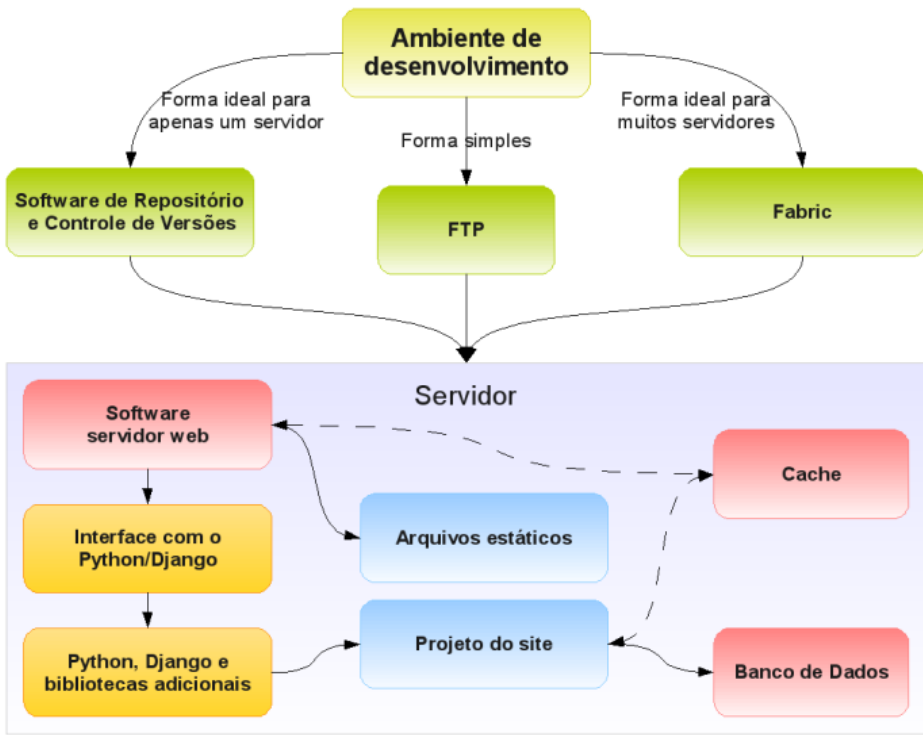 Ambiente de
desenvolvimento
Forma ideal para
apenas um servidor
Forma simples
Forma ideal para
muitos servidores
Software de Repositório
e Controle de Versões
FTP
Fabric
Servidor
Software
servidor web
Cache
Interface com o
Python/Django
Arquivos estáticos
Python, Django e
bibliotecas adicionais
Projeto do site
Banco de Dados